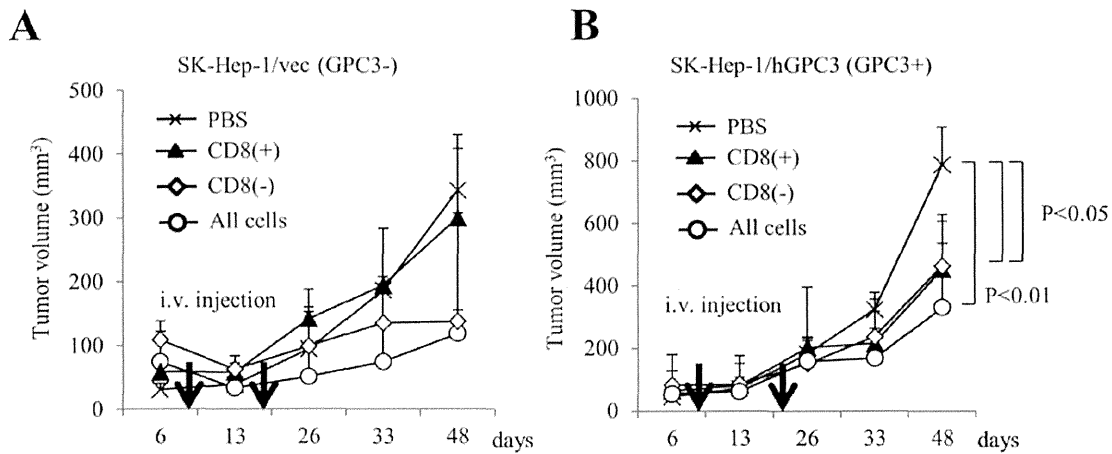 A
SK-Hep-1/vec (GPC3-)
Tumor volume (mm³)
500
400
300
200
100
0
PBS
CD8(+)
CD8(-)
All cells
i.v. injection
6 13 26 33 48 days
B
SK-Hep-1/hGPC3 (GPC3+)
Tumor volume (mm³)
1000
800
600
400
200
0
PBS
CD8(+)
CD8(-)
All cells
i.v. injection
P<0.05
P<0.01
6 13 26 33 48 days